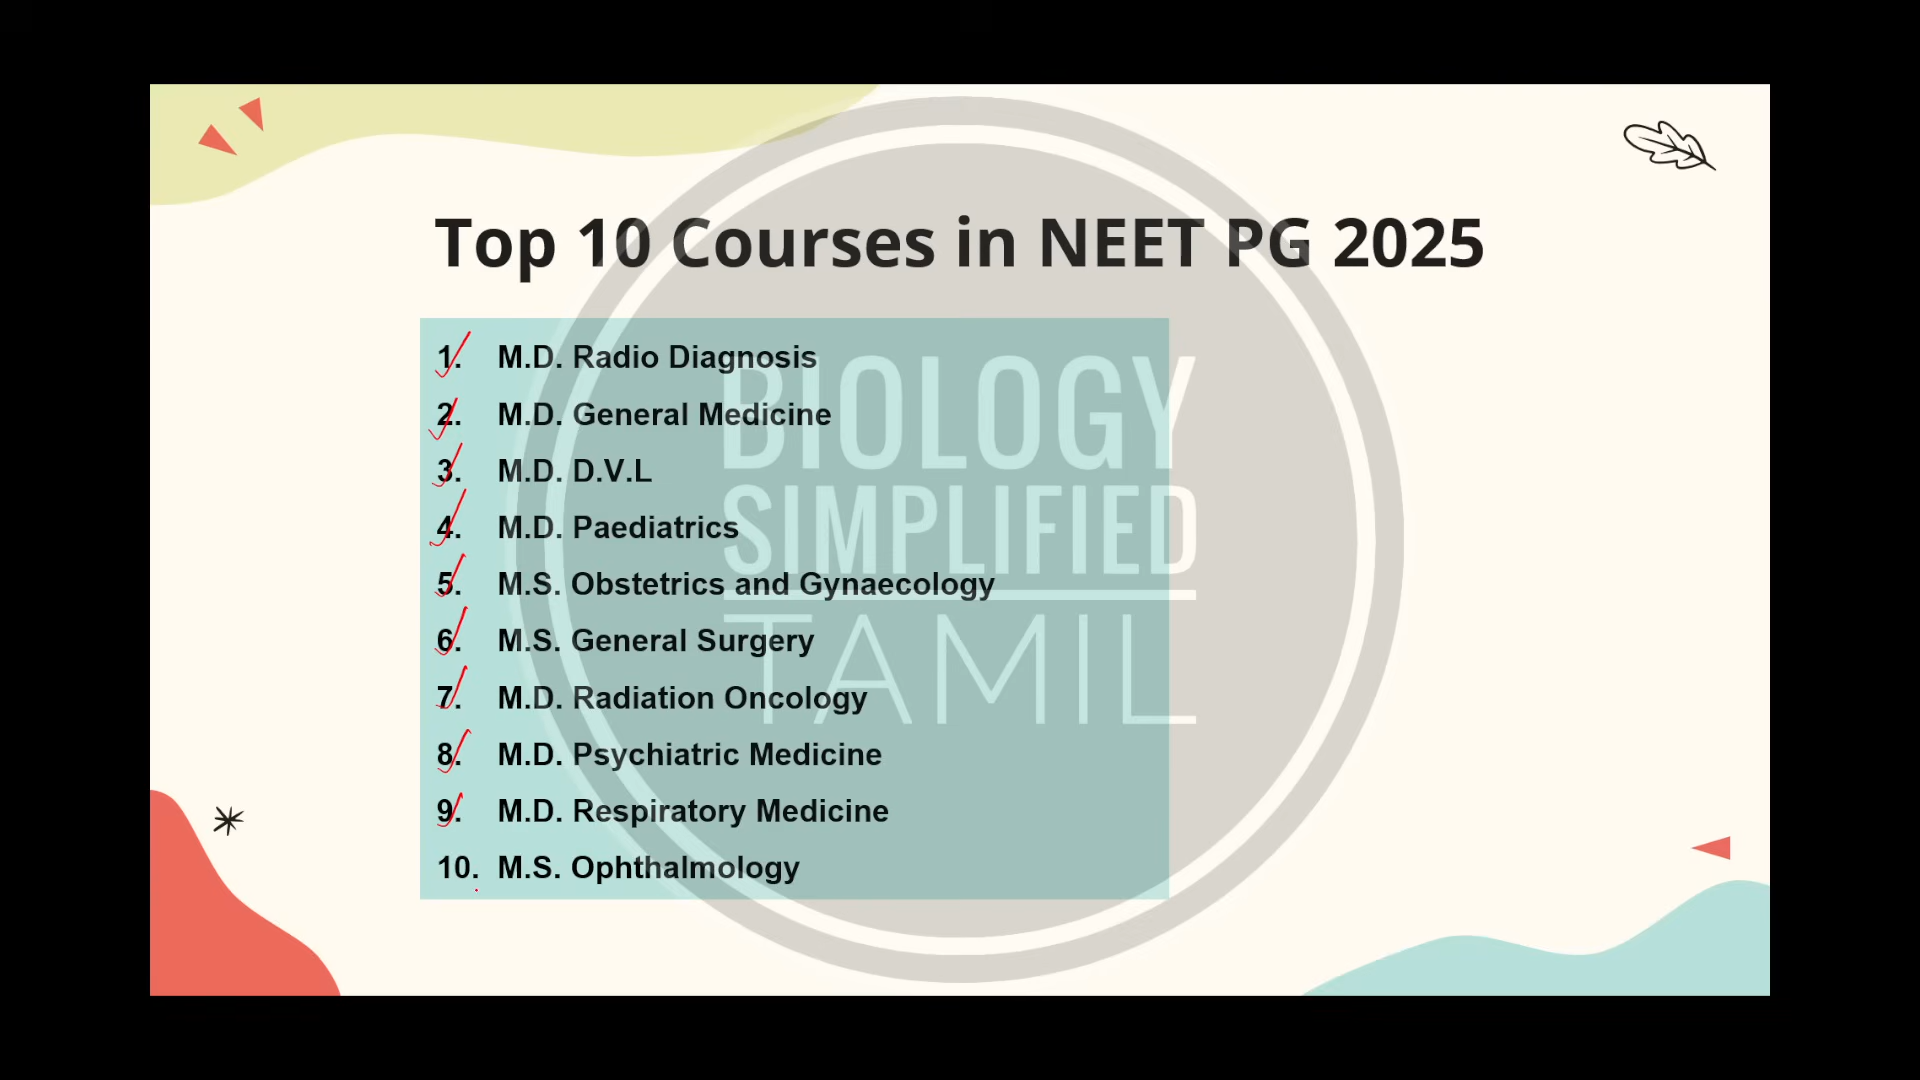 Top 10 Courses in NEET PG 2025
1. M.D. Radio Diagnosis
2. M.D. General Medicine
3. M.D. D.V.L
4. M.D. Paediatrics
5. M.S. Obstetrics and Gynaecology
6. M.S. General Surgery
7. M.D. Radiation Oncology
8. M.D. Psychiatric Medicine
9. M.D. Respiratory Medicine
10. M.S. Ophthalmology
BIOLOGY
SIMPLIFIED
TAMIL